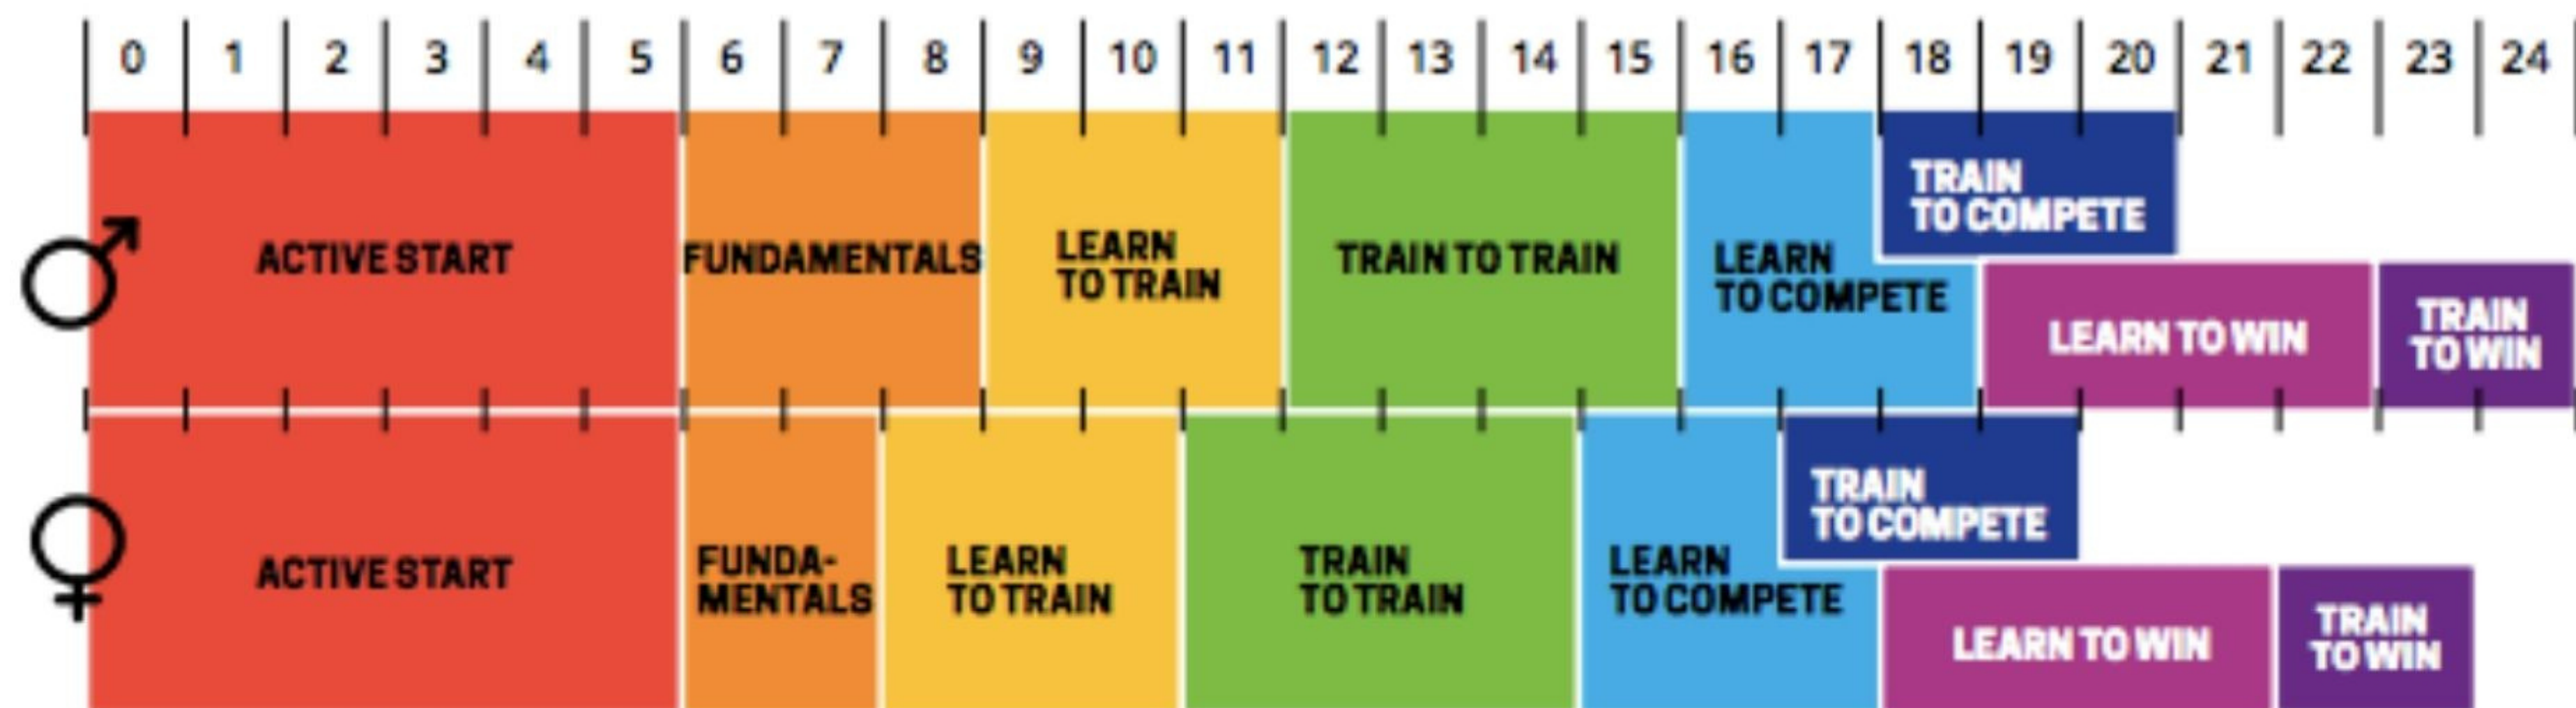 0 1 2 3 4 5 6 7 8 9 10 11 12 13 14 15 16 17 18 19 20 21 22 23 24
ACTIVE START
FUNDAMENTALS
LEARN
TO TRAIN
TRAIN TO TRAIN
LEARN
TO COMPETE
TRAIN
TO COMPETE
LEARN TO WIN
TRAIN
TO WIN
ACTIVE START
FUNDA-
MENTALS
LEARN
TO TRAIN
TRAIN
TO TRAIN
LEARN
TO COMPETE
TRAIN
TO COMPETE
LEARN TO WIN
TRAIN
TO WIN